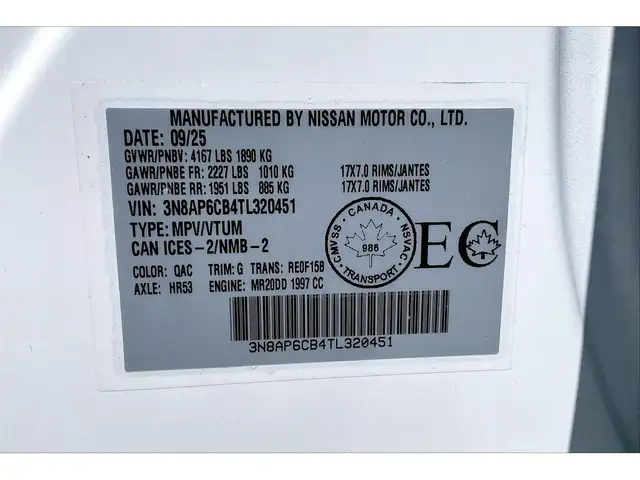 MANUFACTURED BY NISSAN MOTOR CO., LTD.
DATE: 09/25
GVWR/PNBV: 4167 LBS 1890 KG
GAWR/PNBE FR: 2227 LBS 1010 KG 17X7.0 RIMS/JANTES
GAWR/PNBE RR: 1951 LBS 885 KG 17X7.0 RIMS/JANTES
VIN: 3N8AP6CB4TL320451
TYPE: MPV/VTUM
CAN ICES-2/NMB-2
CANADA
CMVSS
986
NSVAC
TRANSPORT
EC
COLOR: QAC TRIM: G TRANS: RE0F15B
AXLE: HR53 ENGINE: MR20DD 1997 CC
3N8AP6CB4TL320451